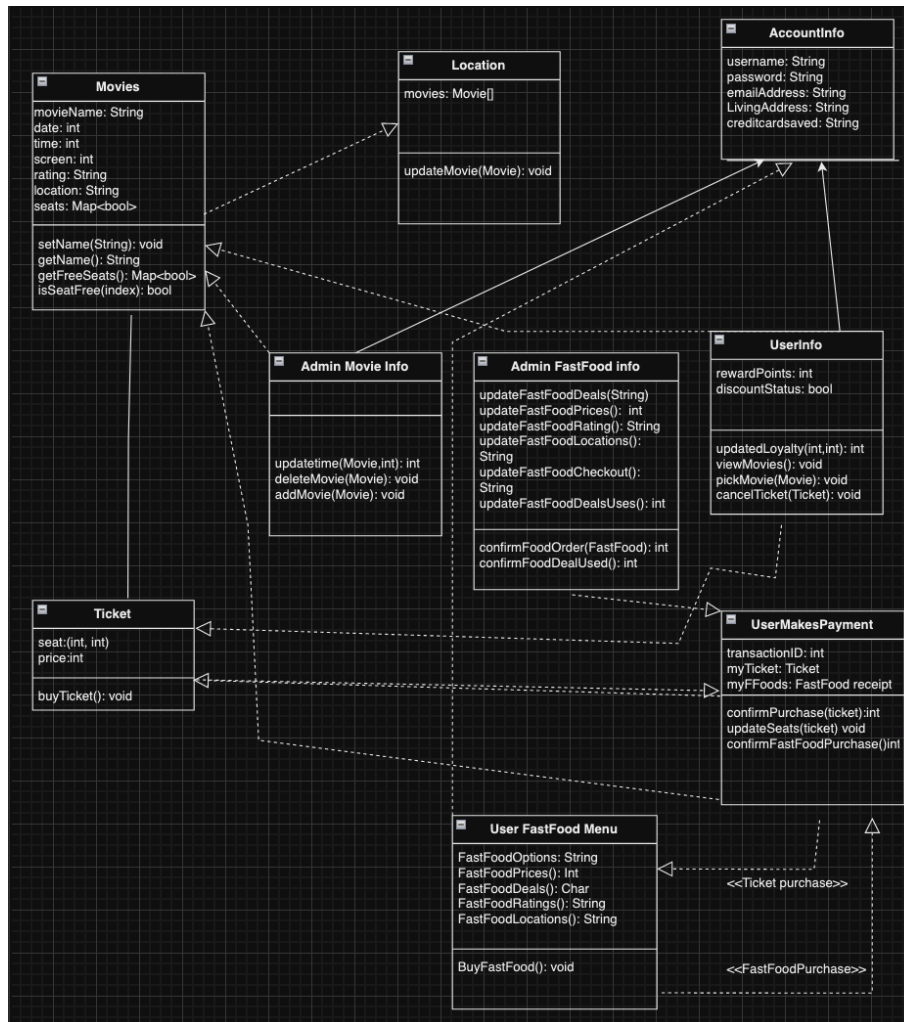 AccountInfo
username: String
password: String
emailAddress: String
LivingAddress: String
creditcardsaved: String
Location
movies: Movie[]
updateMovie(Movie): void
Movies
movieName: String
date: int
time: int
screen: int
rating: String
location: String
seats: Map<bool>
setName(String): void
getName(): String
getFreeSeats(): Map<bool>
isSeatFree(index): bool
Admin Movie Info
updatetime(Movie,int): int
deleteMovie(Movie): void
addMovie(Movie): void
Admin FastFood info
updateFastFoodDeals(String)
updateFastFoodPrices(): int
updateFastFoodRating(): String
updateFastFoodLocations():
String
updateFastFoodCheckout():
String
updateFastFoodDealsUses(): int
confirmFoodOrder(FastFood): int
confirmFoodDealUsed(): int
UserInfo
rewardPoints: int
discountStatus: bool
updatedLoyalty(int,int): int
viewMovies(): void
pickMovie(Movie): void
cancelTicket(Ticket): void
Ticket
seat:(int, int)
price:int
buyTicket(): void
UserMakesPayment
transactionID: int
myTicket: Ticket
myFFoods: FastFood receipt
confirmPurchase(ticket):int
updateSeats(ticket) void
confirmFastFoodPurchase()int
User FastFood Menu
FastFoodOptions: String
FastFoodPrices(): Int
FastFoodDeals(): Char
FastFoodRatings(): String
FastFoodLocations(): String
BuyFastFood(): void
<<Ticket purchase>>
<<FastFoodPurchase>>